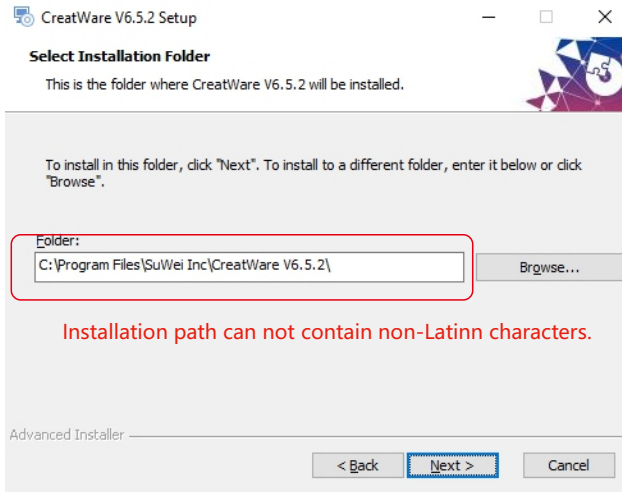 CreatWare V6.5.2 Setup
Select Installation Folder
This is the folder where CreatWare V6.5.2 will be installed.
To install in this folder, click "Next". To install to a different folder, enter it below or click
"Browse".
Folder:
C:\Program Files\SuWei Inc\CreatWare V6.5.2\
Browse...
Installation path can not contain non-Latinn characters.
Advanced Installer
< Back
Next >
Cancel